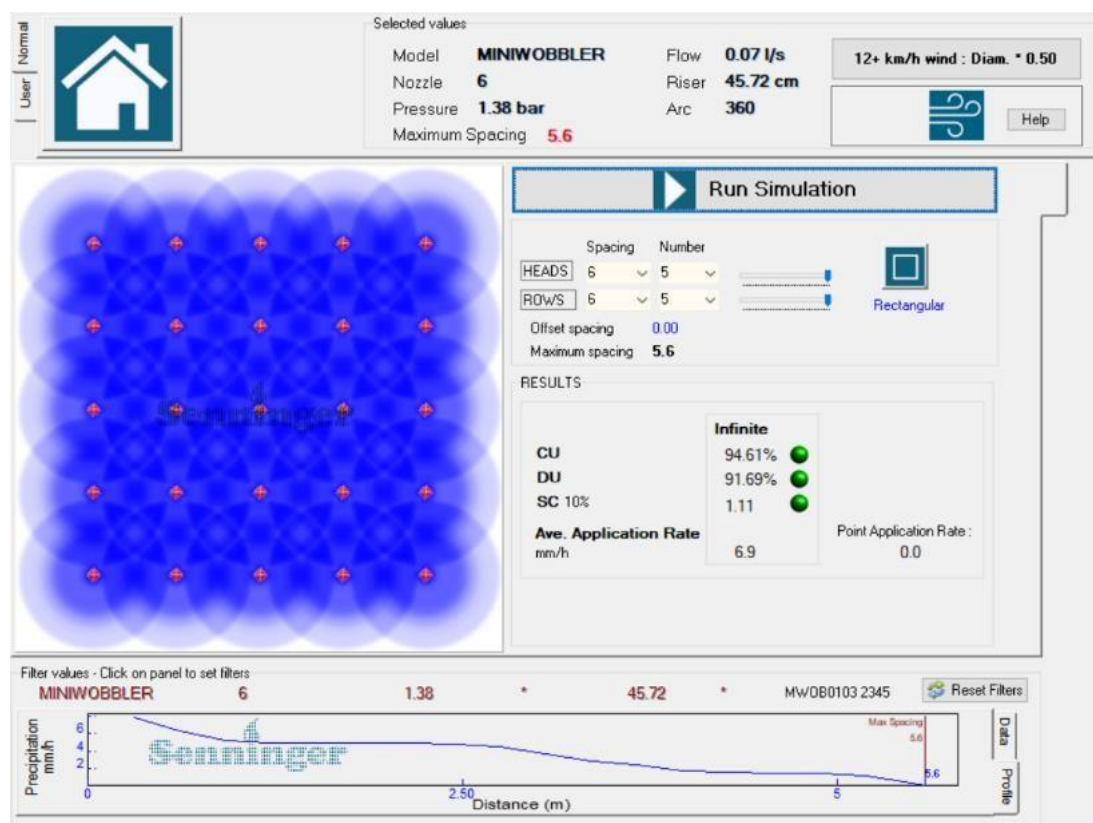 Normal
User
Selected values
Model MINIWOBBLER Flow 0.07 l/s
Nozzle 6 Riser 45.72 cm
Pressure 1.38 bar Arc 360
Maximum Spacing 5.6
12+ km/h wind : Diam. * 0.50
Help
Run Simulation
Spacing Number
HEADS 6 5
ROWS 6 5
Rectangular
Offset spacing 0.00
Maximum spacing 5.6
Senninger
RESULTS
Infinite
CU 94.61%
DU 91.69%
SC 10% 1.11
Ave. Application Rate
mm/h 6.9
Point Application Rate :
0.0
Filter values - Click on panel to set filters
MINIWOBBLER 6 1.38 * 45.72 * MWOB0103 2345 Reset Filters
Precipitation
mm/h
6
4
2
Senninger
Max Spacing
5.6
5.6
0 2.50 5
Distance (m)
Data
Profile